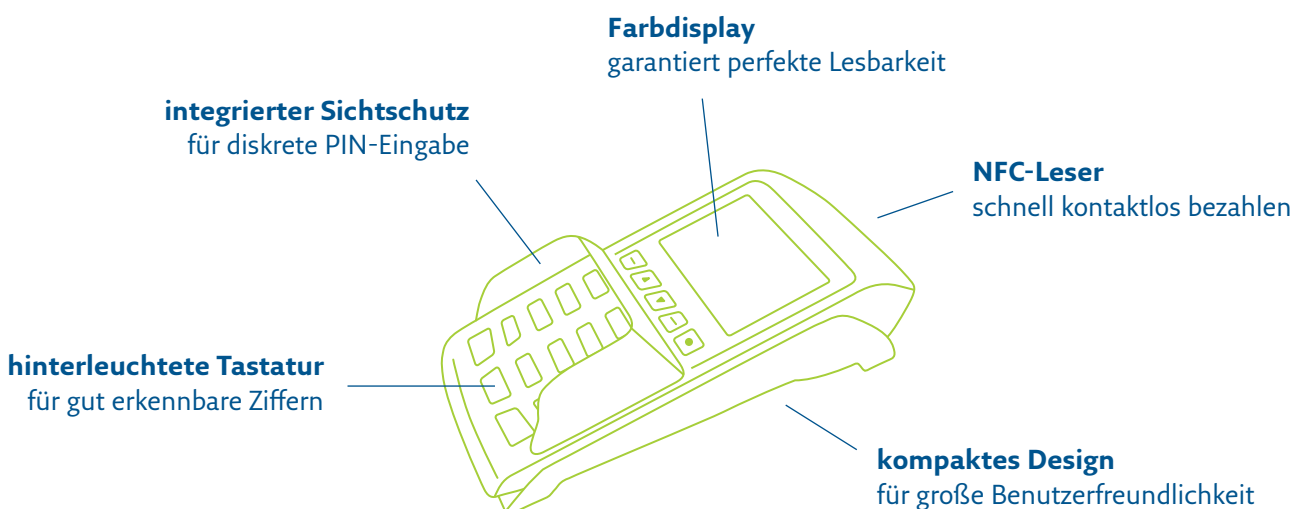 Farbdisplay
garantiert perfekte Lesbarkeit
integrierter Sichtschutz
für diskrete PIN-Eingabe
NFC-Leser
schnell kontaktlos bezahlen
hinterleuchtete Tastatur
für gut erkennbare Ziffern
kompaktes Design
für große Benutzerfreundlichkeit